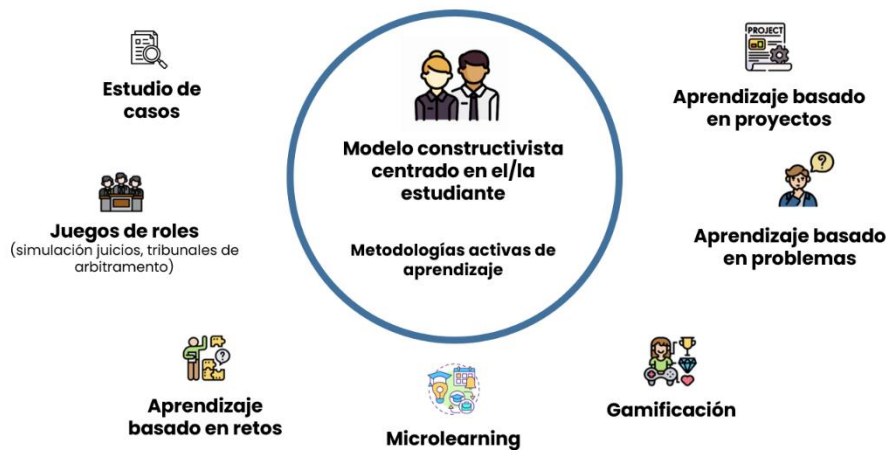 Estudio de
casos
Juegos de roles
(simulación juicios, tribunales de
arbitramento)
Aprendizaje
basado en retos
Modelo constructivista
centrado en el/la
estudiante
Metodologías activas de
aprendizaje
Microlearning
PROJECT
Aprendizaje basado
en proyectos
?
Aprendizaje basado
en problemas
Gamificación